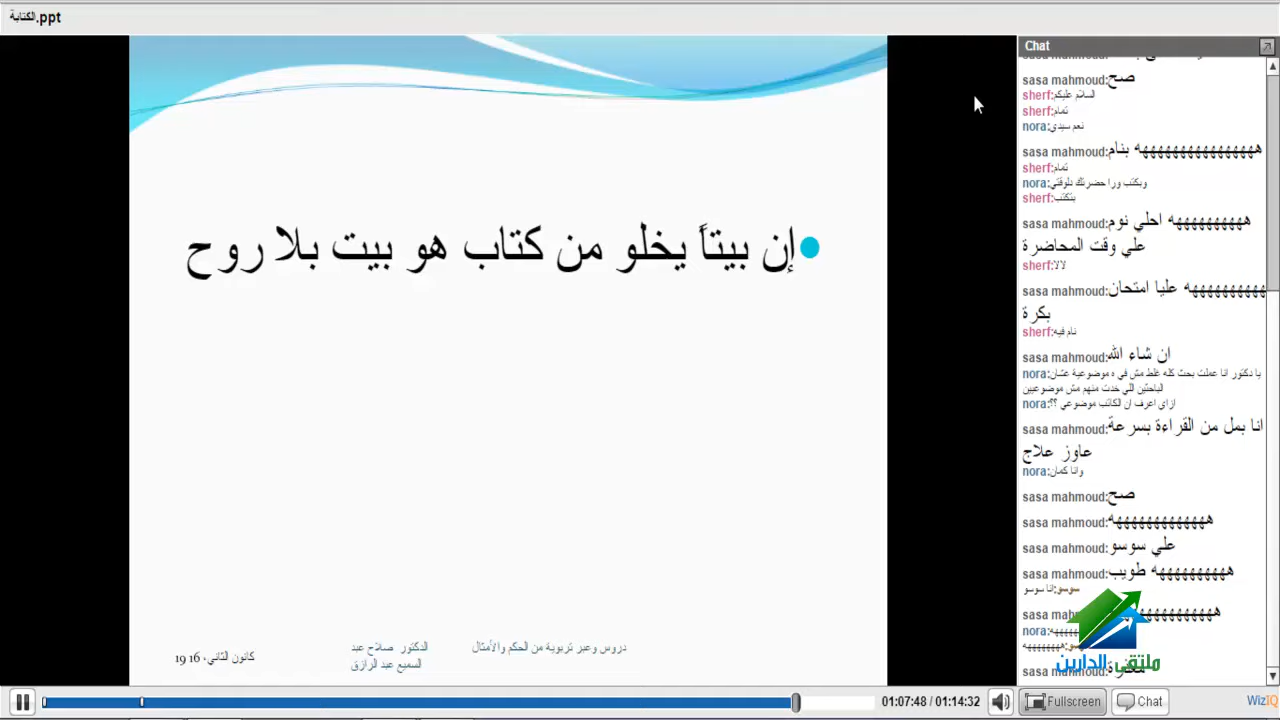 الكتابة.ppt
إن بيتاً يخلو من كتاب هو بيت بلا روح
دروس وعبر تربوية من الحكم والأمثال
الدكتور صلاح عبد
السميع عبد الرازق
كانون الثاني، 16 19
Chat
sasa mahmoud:صح
sherf:السلام عليكم
sherf:تمام
nora:نعم سيدي
sasa mahmoud:هههههههههههههههه بنام
sherf:تمام
nora:وبكتب ورا حضرتك دلوقتي
sherf:بتكتب
sasa mahmoud:هههههههههه احلي نوم
علي وقت المحاضرة
sherf:لالا
sasa mahmoud:هههههههههههه عليا امتحان
بكرة
sherf:نام فيه
sasa mahmoud:ان شاء الله
nora:يا دكتور انا عملت بحث كله غلط مش في ه موضوعية عشان
الباحثين اللي خدت منهم مش موضوعيين
nora:ازاي اعرف ان الكاتب موضوعي ؟؟
sasa mahmoud:انا بمل من القراءة بسرعة
عاوز علاج
nora:وانا كمان
sasa mahmoud:صح
sasa mahmoud:ههههههههههههه
sasa mahmoud:علي سوسو
sasa mahmoud:هههههههههه طويب
سوسو:انا سوسو
nora:
ملتقى الدارين
01:07:48 / 01:14:32
Fullscreen
Chat
WiziQ